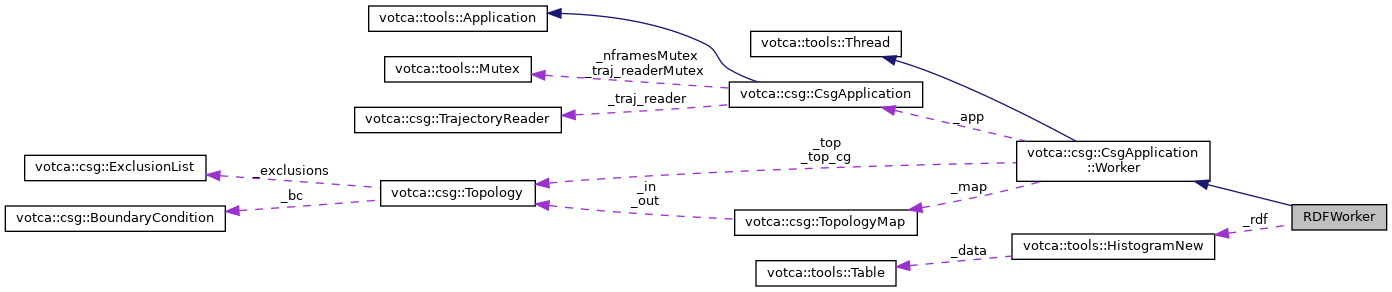 votca::tools::Application
votca::tools::Thread
_nframesMutex
_traj_readerMutex
votca::tools::Mutex
votca::csg::CsgApplication
_traj_reader
votca::csg::TrajectoryReader
_app
_top
_top_cg
votca::csg::CsgApplication
::Worker
votca::csg::ExclusionList
_exclusions
votca::csg::Topology
_in
_out
_map
_bc
votca::csg::BoundaryCondition
votca::csg::TopologyMap
_rdf
RDFWorker
votca::tools::HistogramNew
_data
votca::tools::Table